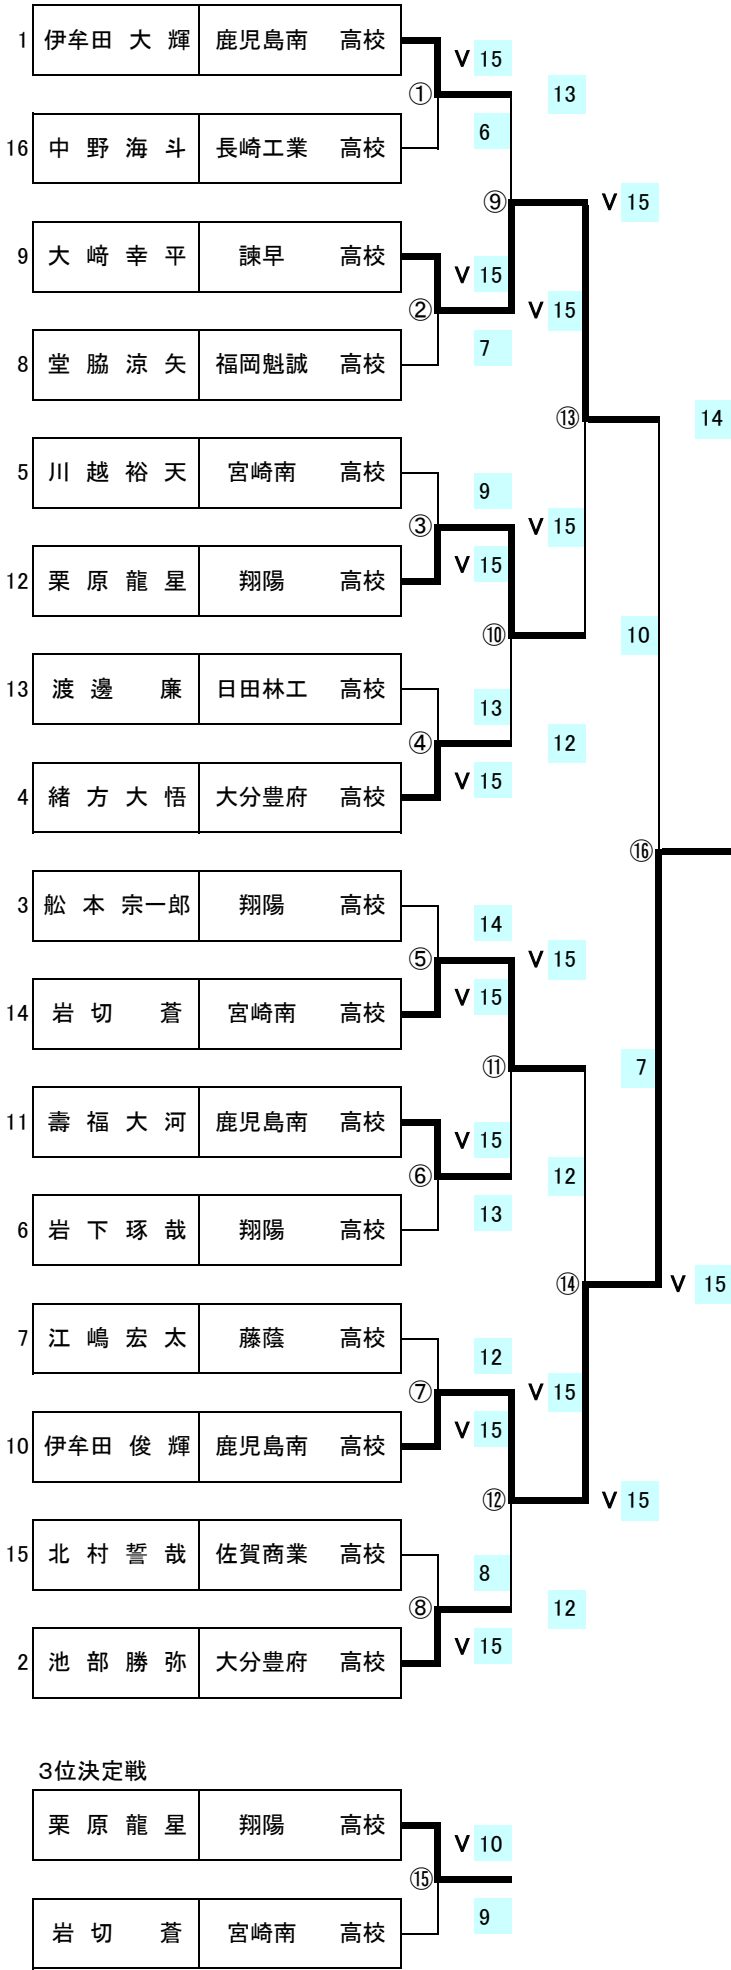 1 伊牟田 大 輝 鹿児島南 高校
V 15
① 13
6
16 中 野 海 斗 長崎工業 高校
⑨ V 15
9 大 﨑 幸 平 諫早 高校
V 15
② V 15
7
8 堂 脇 涼 矢 福岡魁誠 高校
⑬ 14
5 川 越 裕 天 宮崎南 高校
9
③ V 15
V 15
12 栗 原 龍 星 翔陽 高校
⑩ 10
13 渡 邊 廉 日田林工 高校
13
④ 12
V 15
4 緒 方 大 悟 大分豊府 高校
⑯
3 舩 本 宗一郎 翔陽 高校
14
⑤ V 15
V 15
14 岩 切 蒼 宮崎南 高校
⑪ 7
11 壽 福 大 河 鹿児島南 高校
V 15
⑥ 12
13
6 岩 下 琢 哉 翔陽 高校
⑭ V 15
7 江 嶋 宏 太 藤蔭 高校
12
⑦ V 15
V 15
10 伊牟田 俊 輝 鹿児島南 高校
⑫ V 15
15 北 村 誓 哉 佐賀商業 高校
8
⑧ 12
V 15
2 池 部 勝 弥 大分豊府 高校
3位決定戦
栗 原 龍 星 翔陽 高校
V 10
⑮
9
岩 切 蒼 宮崎南 高校